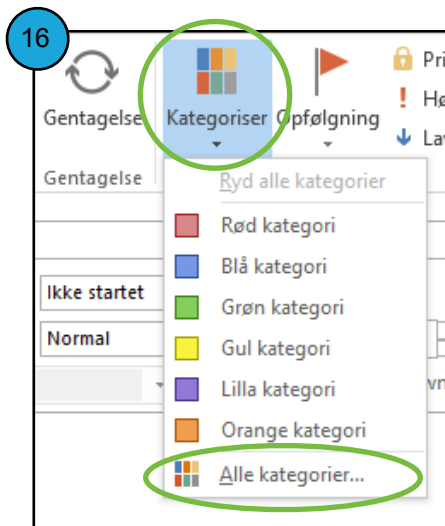 16
Gentagelse
Kategoriser
Opfølgning
Gentagelse
Ryd alle kategorier
Rød kategori
Blå kategori
Grøn kategori
Gul kategori
Lilla kategori
Orange kategori
Alle kategorier...
Ikke startet
Normal